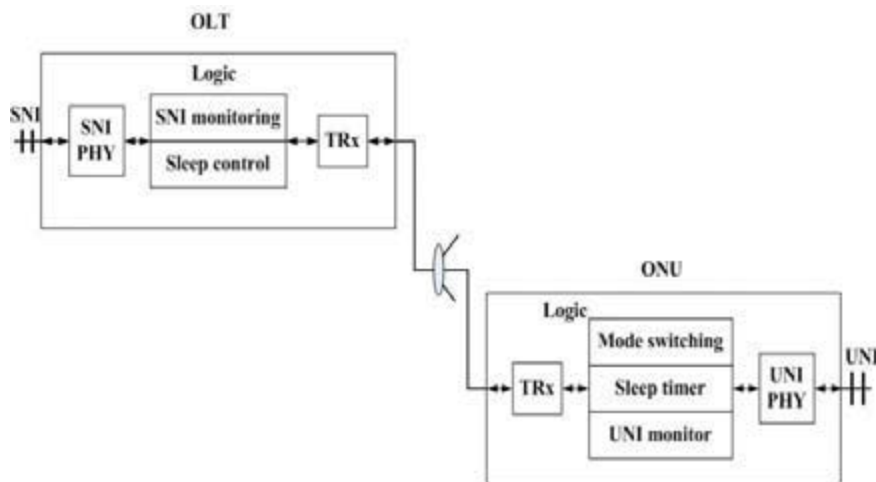 OLT
Logic
SNI
SNI
PHY
SNI monitoring
Sleep control
TRx
ONU
Logic
TRx
Mode switching
Sleep timer
UNI monitor
UNI
PHY
UNI